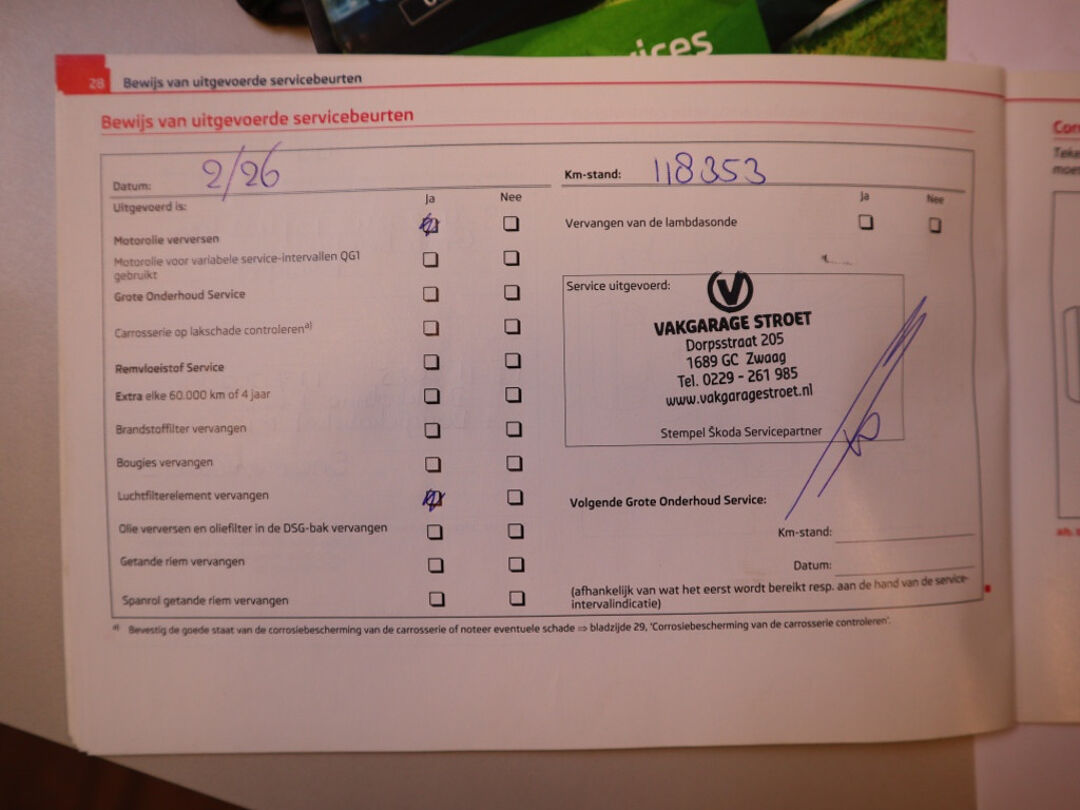 ices
28 Bewijs van uitgevoerde servicebeurten
Bewijs van uitgevoerde servicebeurten
Datum: 2/26
Km-stand: 118353
Uitgevoerd is:
Ja Nee
Ja Nee
Motorolie verversen
Vervangen van de lambdasonde
Motorolie voor variabele service-intervallen QG1
gebruikt
Grote Onderhoud Service
Carrosserie op lakschade controleren a)
Remvloeistof Service
Extra elke 60.000 km of 4 jaar
Brandstoffilter vervangen
Bougies vervangen
Luchtfilterelement vervangen
Olie verversen en oliefilter in de DSG-bak vervangen
Getande riem vervangen
Spanrol getande riem vervangen
Service uitgevoerd:
V
VAKGARAGE STROET
Dorpsstraat 205
1689 GC Zwaag
Tel. 0229 - 261 985
www.vakgaragestroet.nl
Stempel Škoda Servicepartner
Volgende Grote Onderhoud Service:
Km-stand:
Datum:
(afhankelijk van wat het eerst wordt bereikt resp. aan de hand van de service-
intervalindicatie)
a) Bevestig de goede staat van de corrosiebescherming van de carrosserie of noteer eventuele schade ⇒ bladzijde 29, 'Corrosiebescherming van de carrosserie controleren'.